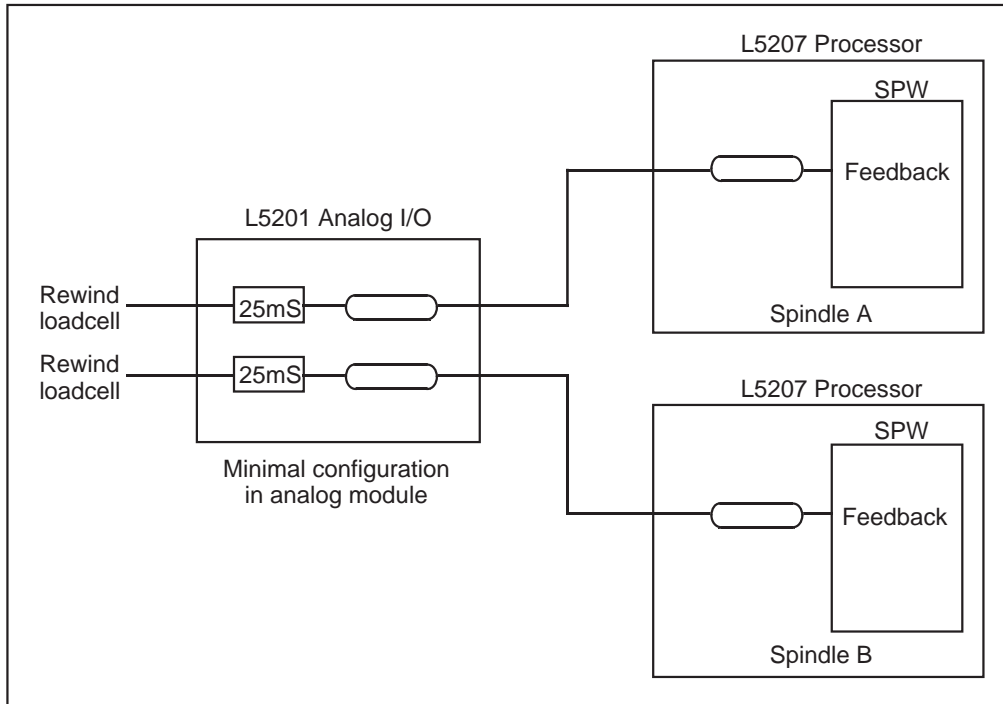 L5207 Processor
SPW
Feedback
Spindle A
L5201 Analog I/O
Rewind
loadcell
25mS
Rewind
loadcell
25mS
Minimal configuration
in analog module
L5207 Processor
SPW
Feedback
Spindle B